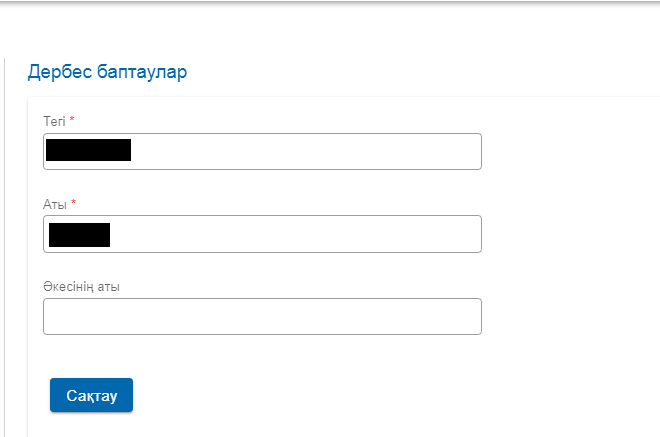 Дербес баптаулар
Тегі *
Аты *
Әкесінің аты
Сақтау